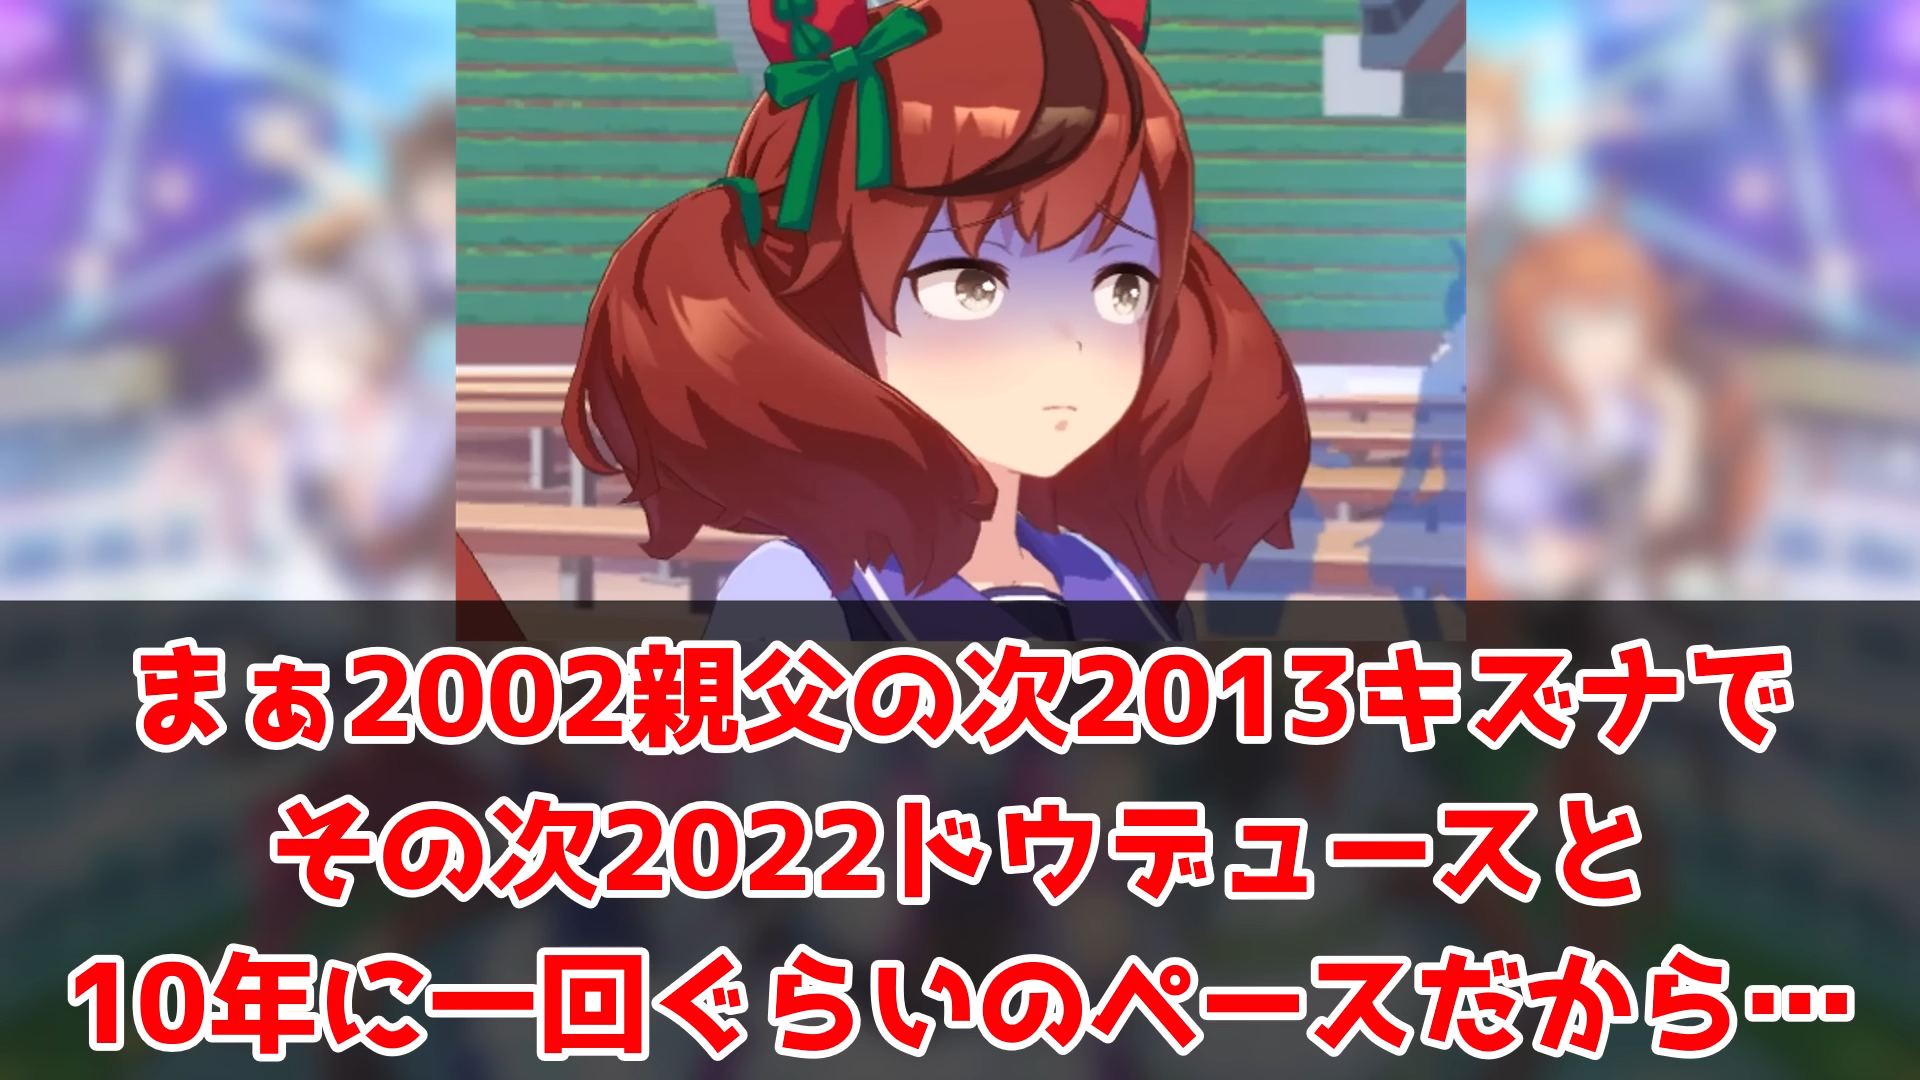 まぁ2002親父の次2013キズナで
その次2022ドウデュースと
10年に一回ぐらいのペースだから…